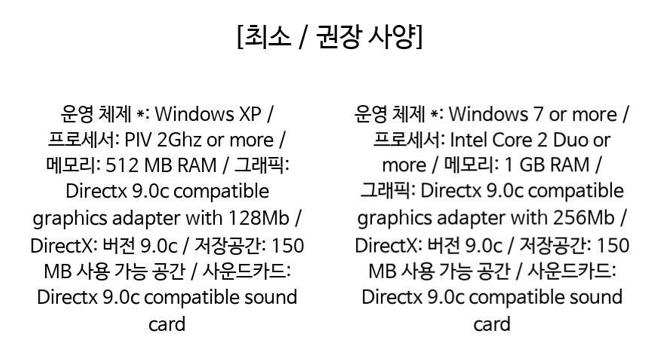 [최소 / 권장 사양]
운영 체제 *: Windows XP /
프로세서: PIV 2Ghz or more /
메모리: 512 MB RAM / 그래픽:
Directx 9.0c compatible
graphics adapter with 128Mb /
DirectX: 버전 9.0c / 저장공간: 150
MB 사용 가능 공간 / 사운드카드:
Directx 9.0c compatible sound
card
운영 체제 *: Windows 7 or more /
프로세서: Intel Core 2 Duo or
more / 메모리: 1 GB RAM /
그래픽: Directx 9.0c compatible
graphics adapter with 256Mb /
DirectX: 버전 9.0c / 저장공간: 150
MB 사용 가능 공간 / 사운드카드:
Directx 9.0c compatible sound
card